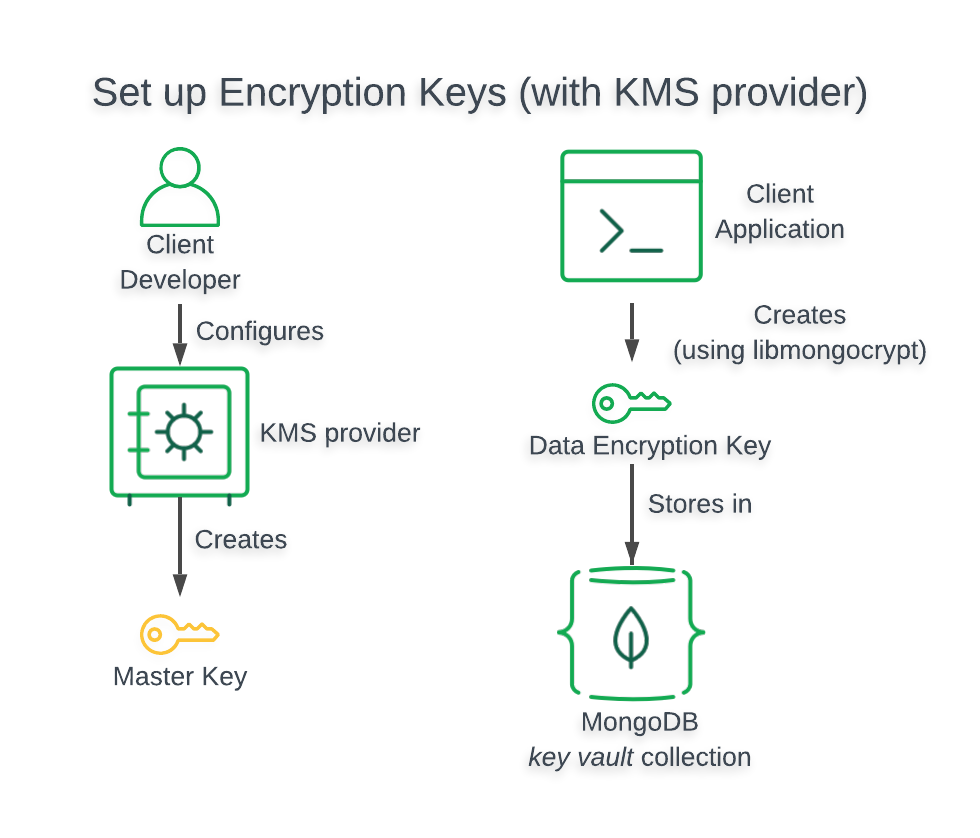 Set up Encryption Keys (with KMS provider)
Client
Developer
Configures
KMS provider
Creates
Master Key
Client
Application
Creates
(using libmongocrypt)
Data Encryption Key
Stores in
MongoDB
key vault collection